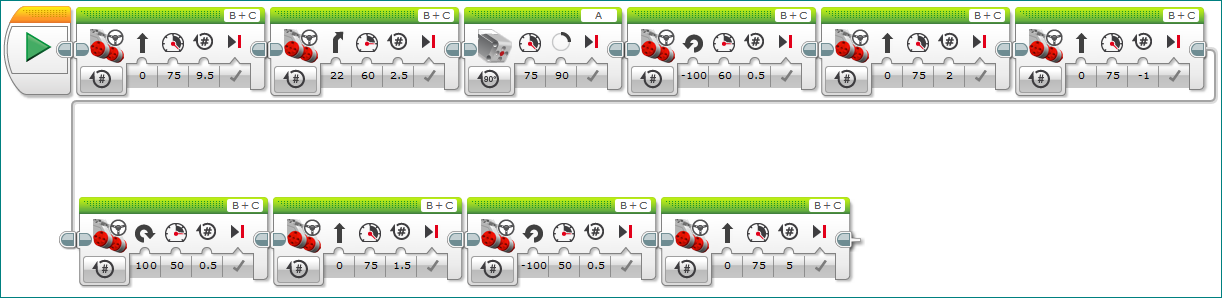 B+C B+C A B+C B+C B+C
# # # # #
# # 90° # # #
0 75 9.5 22 60 2.5 75 90 -100 60 0.5 0 75 2 0 75 -1
B+C B+C B+C B+C
# # # #
# # # #
100 50 0.5 0 75 1.5 -100 50 0.5 0 75 5